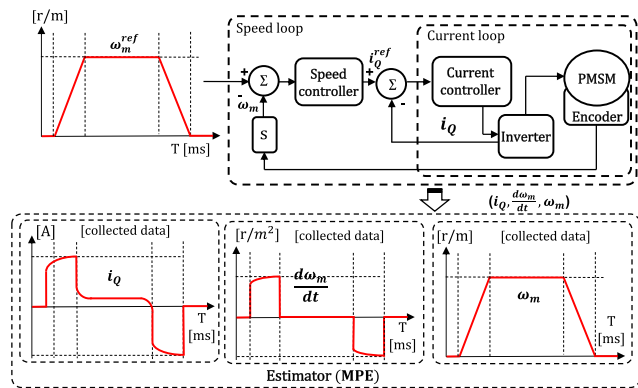 [r/m]
ω_m^ref
T [ms]
Speed loop
Current loop
+
Σ
-
ω_m
Speed controller
i_Q^ref
+
Σ
-
Current controller
PMSM
Encoder
Inverter
i_Q
S
(i_Q, dω_m/dt, ω_m)
[A]
[collected data]
i_Q
T
[ms]
[r/m²]
[collected data]
dω_m/dt
T
[ms]
[r/m]
[collected data]
ω_m
T
[ms]
Estimator (MPE)